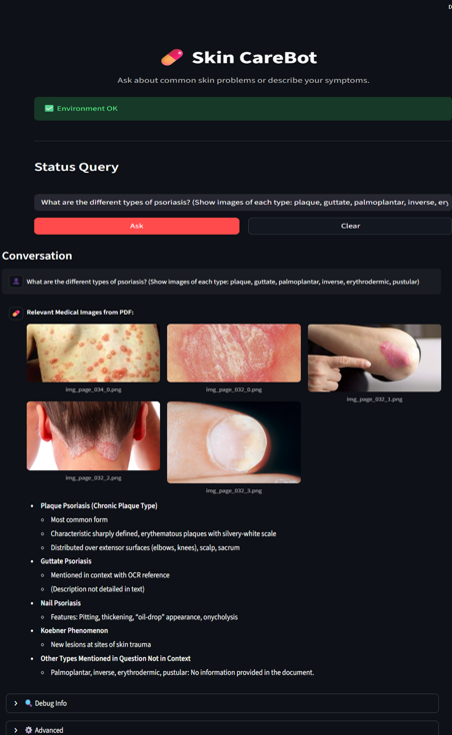 Skin CareBot
Ask about common skin problems or describe your symptoms.
Environment OK
Status Query
What are the different types of psoriasis? (Show images of each type: plaque, guttate, palmoplantar, inverse, ery
Ask
Clear
Conversation
What are the different types of psoriasis? (Show images of each type: plaque, guttate, palmoplantar, inverse, erythrodermic, pustular)
Relevant Medical Images from PDF:
img_page_034_0.png
img_page_032_0.png
img_page_032_1.png
img_page_032_2.png
img_page_032_3.png
Plaque Psoriasis (Chronic Plaque Type)
Most common form
Characteristic sharply defined, erythematous plaques with silvery-white scale
Distributed over extensor surfaces (elbows, knees), scalp, sacrum
Guttate Psoriasis
Mentioned in context with OCR reference
(Description not detailed in text)
Nail Psoriasis
Features: Pitting, thickening, "oil-drop" appearance, onycholysis
Koebner Phenomenon
New lesions at sites of skin trauma
Other Types Mentioned in Question Not in Context
Palmoplantar, inverse, erythrodermic, pustular: No information provided in the document.
Debug Info
Advanced